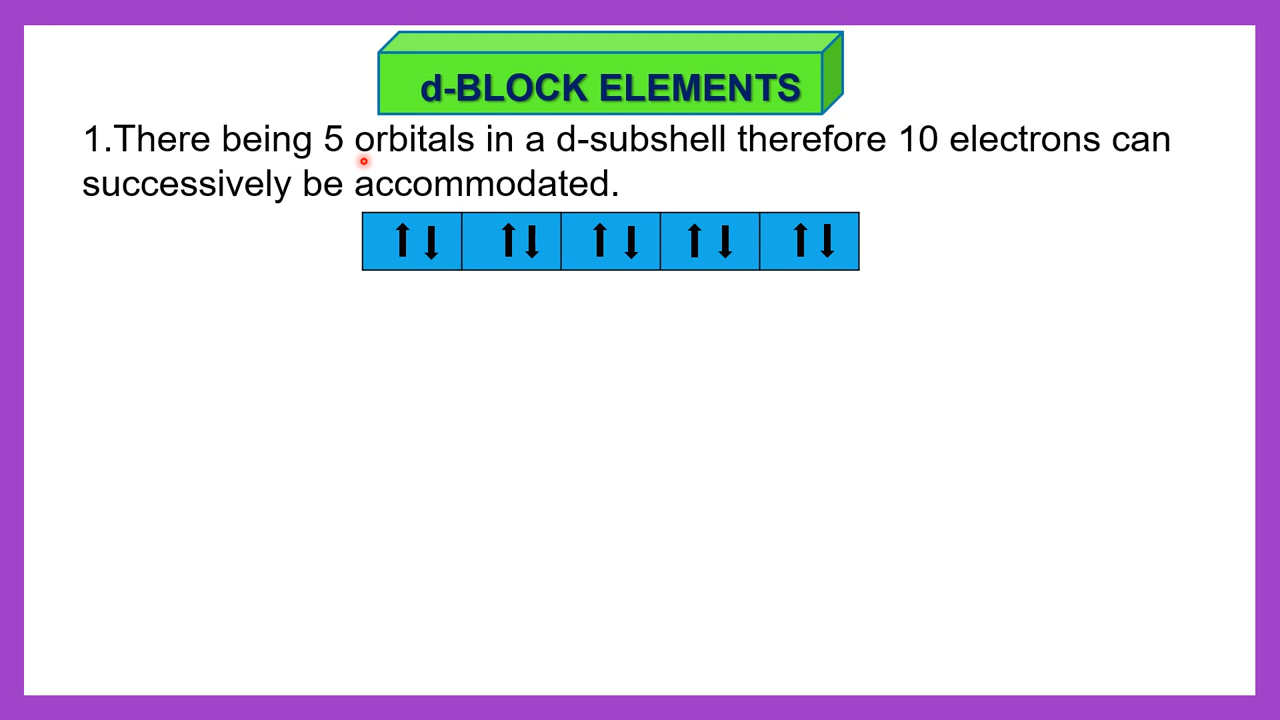 d-BLOCK ELEMENTS
1.There being 5 orbitals in a d-subshell therefore 10 electrons can
successively be accommodated.